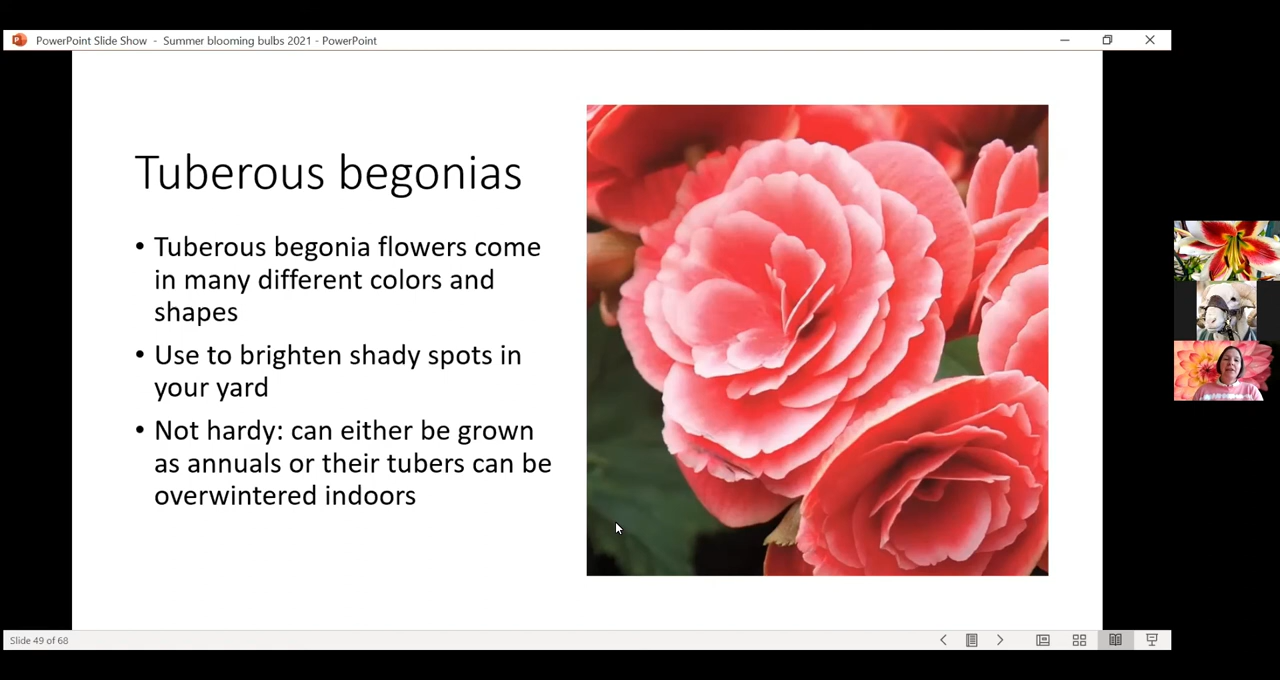 PowerPoint Slide Show - Summer blooming bulbs 2021 - PowerPoint
Tuberous begonias
• Tuberous begonia flowers come
in many different colors and
shapes
• Use to brighten shady spots in
your yard
• Not hardy: can either be grown
as annuals or their tubers can be
overwintered indoors
Slide 49 of 68